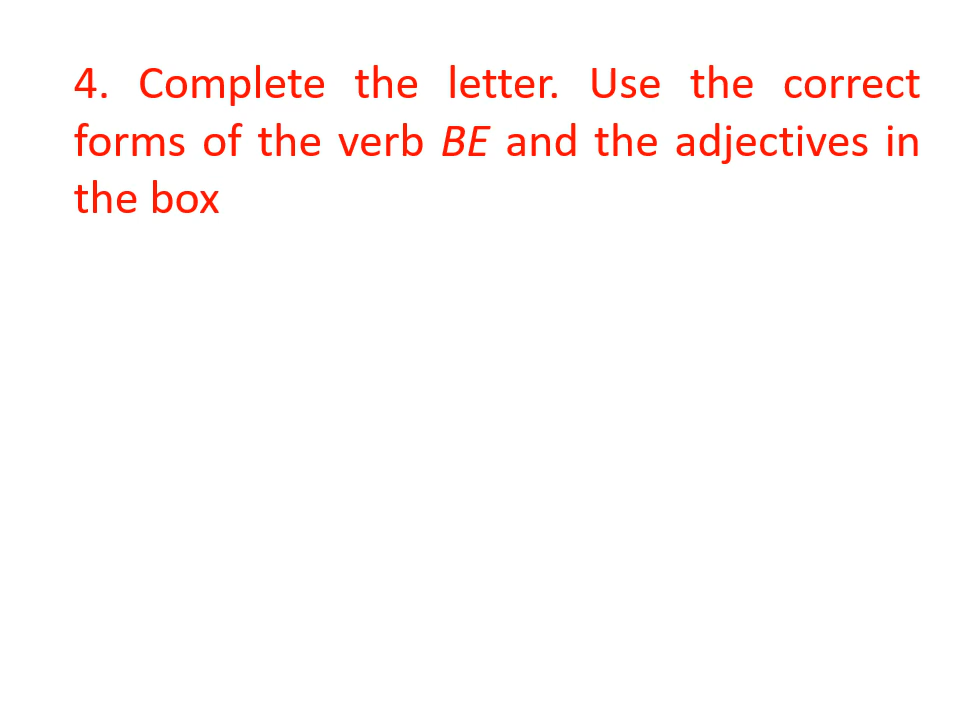 4. Complete the letter. Use the correct
forms of the verb BE and the adjectives in
the box